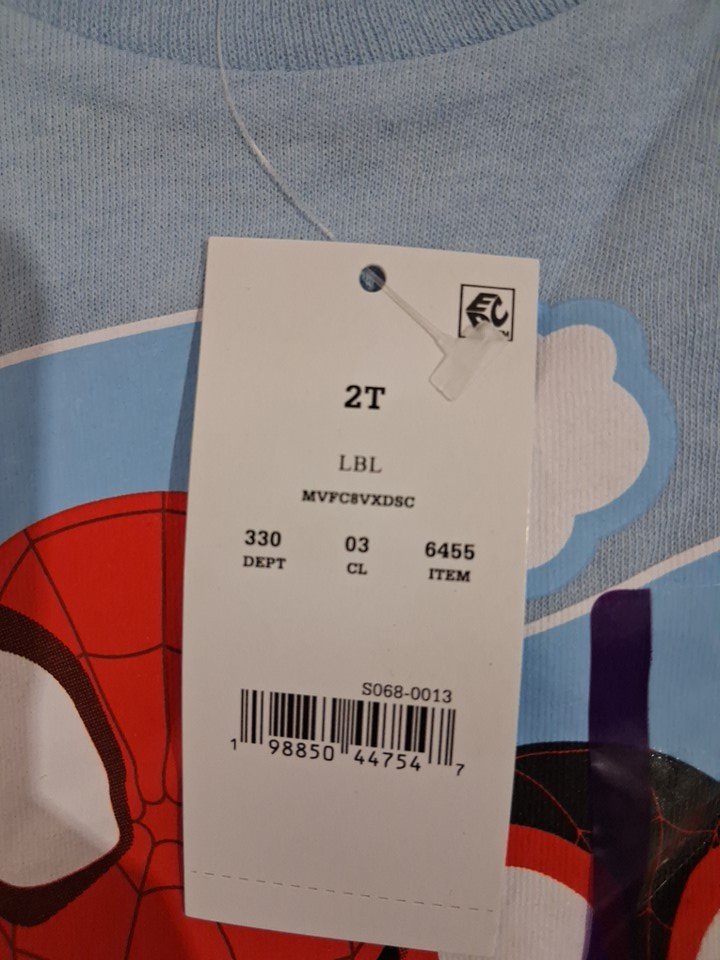 2T
LBL
MVFC8VXDSC
330 03 6455
DEPT CL ITEM
S068-0013
1 98850 44754 7